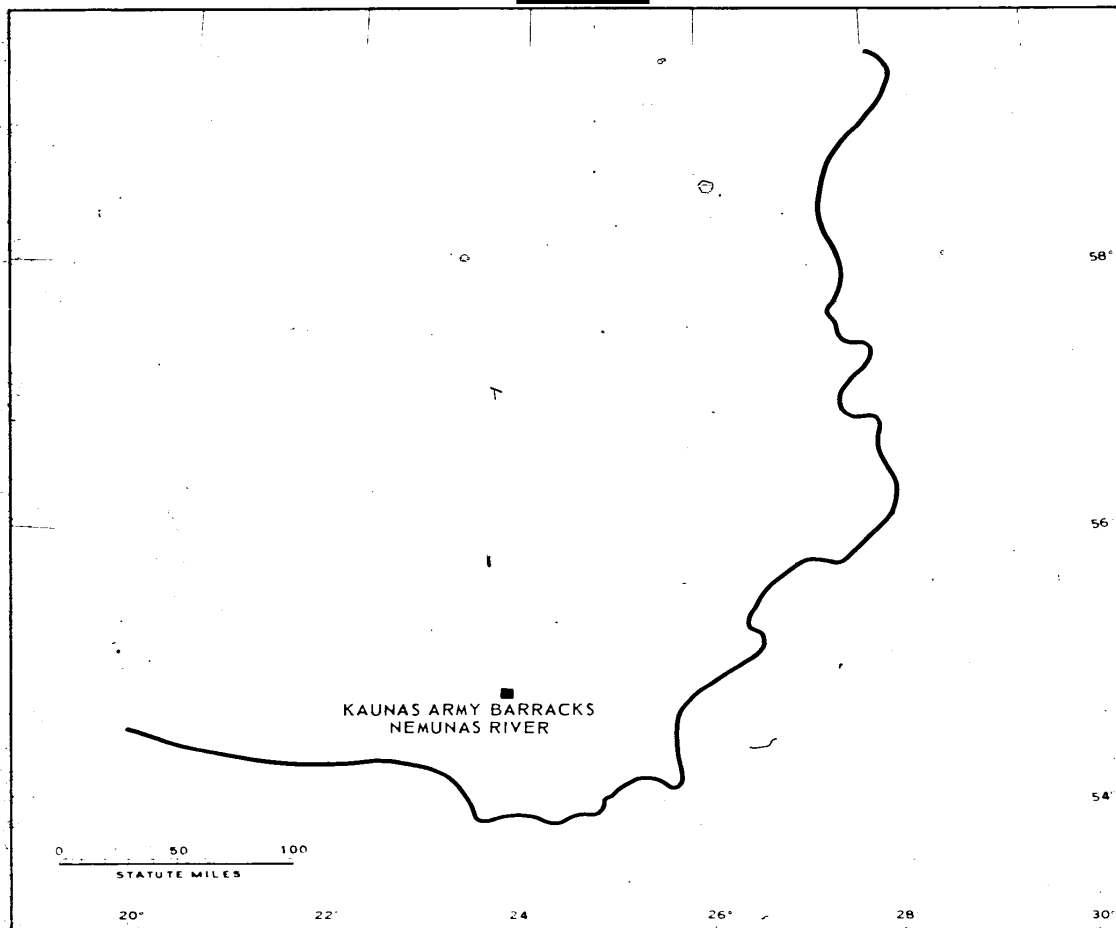 58°
56°
KAUNAS ARMY BARRACKS
NEMUNAS RIVER
54°
0 50 100
STATUTE MILES
20° 22° 24 26° 28 30°